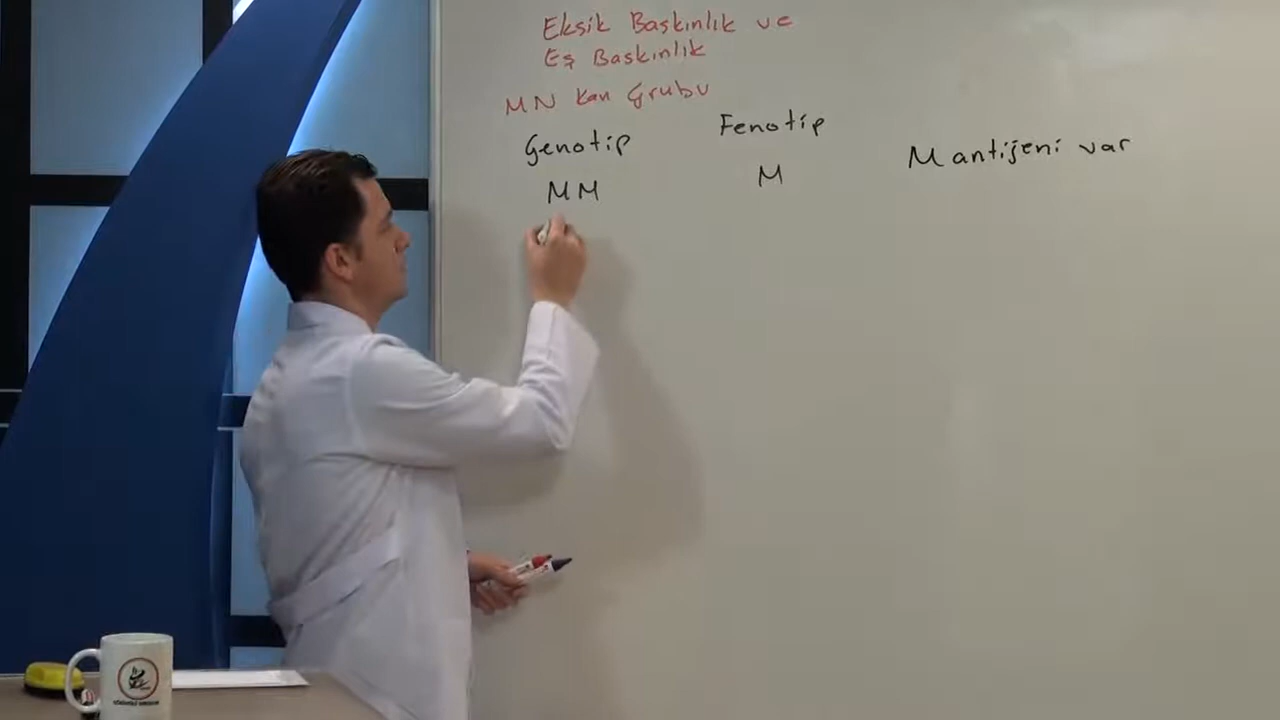 Eksik Baskınlık ve
Eş Baskınlık
MN Kan Grubu
Genotip Fenotip
MM M M antijeni var